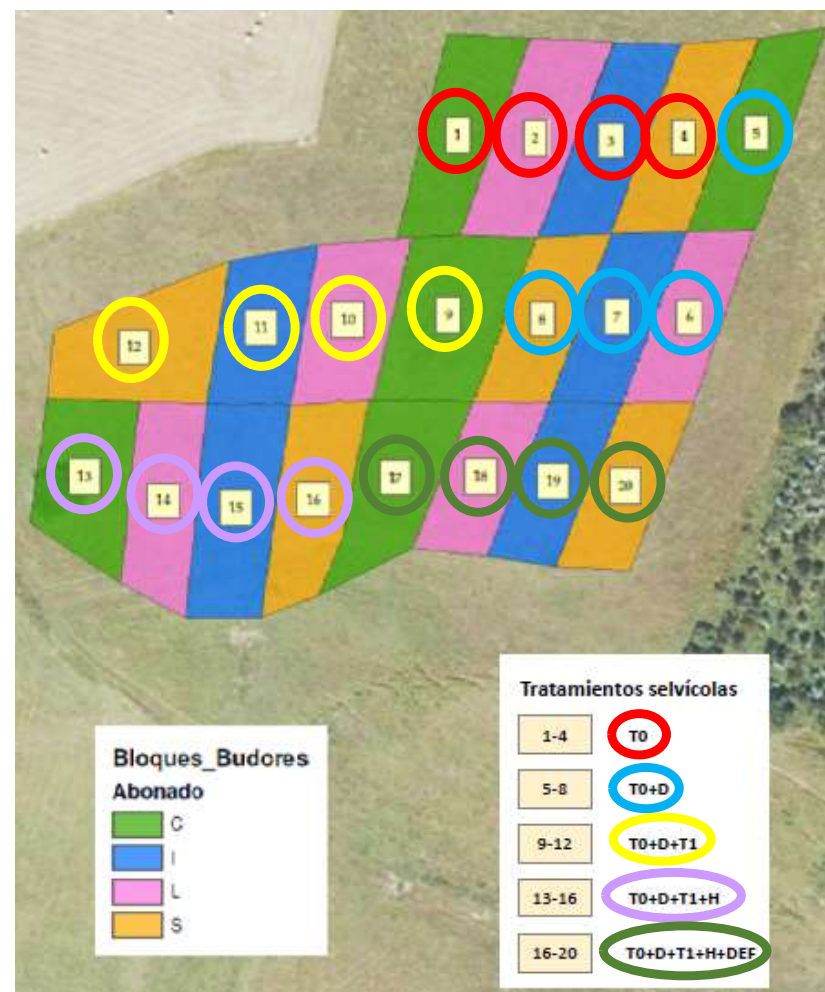 1 2 3 4 5
12 11 10 9 8 7 6
13 14 15 16 17 18 19 20
Bloques_Budores
Abonado
C
I
L
S
Tratamientos selvícolas
1-4 T0
5-8 T0+D
9-12 T0+D+T1
13-16 T0+D+T1+H
16-20 T0+D+T1+H+DEF